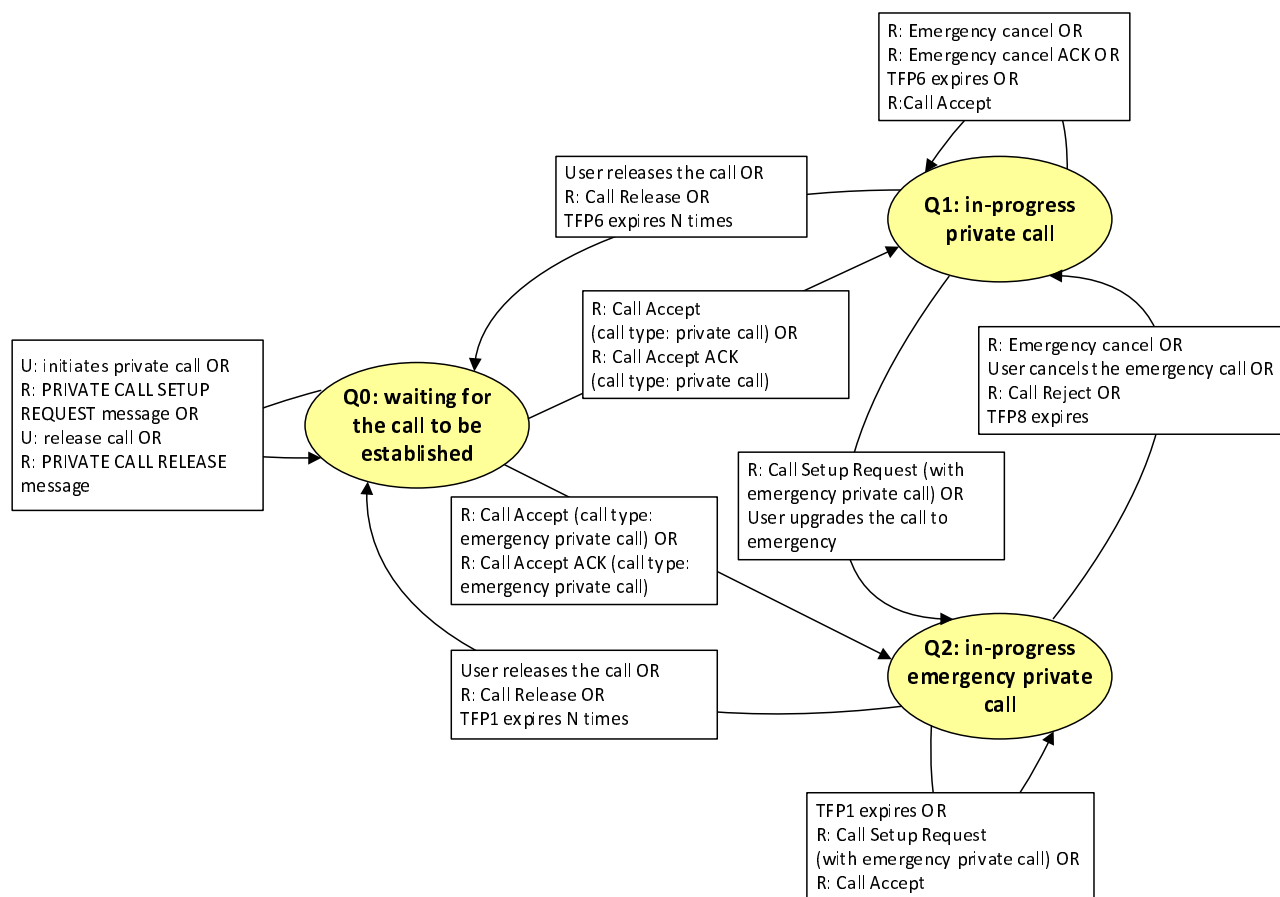 R: Emergency cancel OR
R: Emergency cancel ACK OR
TFP6 expires OR
R:Call Accept
User releases the call OR
R: Call Release OR
TFP6 expires N times
Q1: in-progress
private call
R: Call Accept
(call type: private call) OR
R: Call Accept ACK
(call type: private call)
R: Emergency cancel OR
User cancels the emergency call OR
R: Call Reject OR
TFP8 expires
U: initiates private call OR
R: PRIVATE CALL SETUP
REQUEST message OR
U: release call OR
R: PRIVATE CALL RELEASE
message
Q0: waiting for
the call to be
established
R: Call Setup Request (with
emergency private call) OR
User upgrades the call to
emergency
R: Call Accept (call type:
emergency private call) OR
R: Call Accept ACK (call type:
emergency private call)
User releases the call OR
R: Call Release OR
TFP1 expires N times
Q2: in-progress
emergency private
call
TFP1 expires OR
R: Call Setup Request
(with emergency private call) OR
R: Call Accept